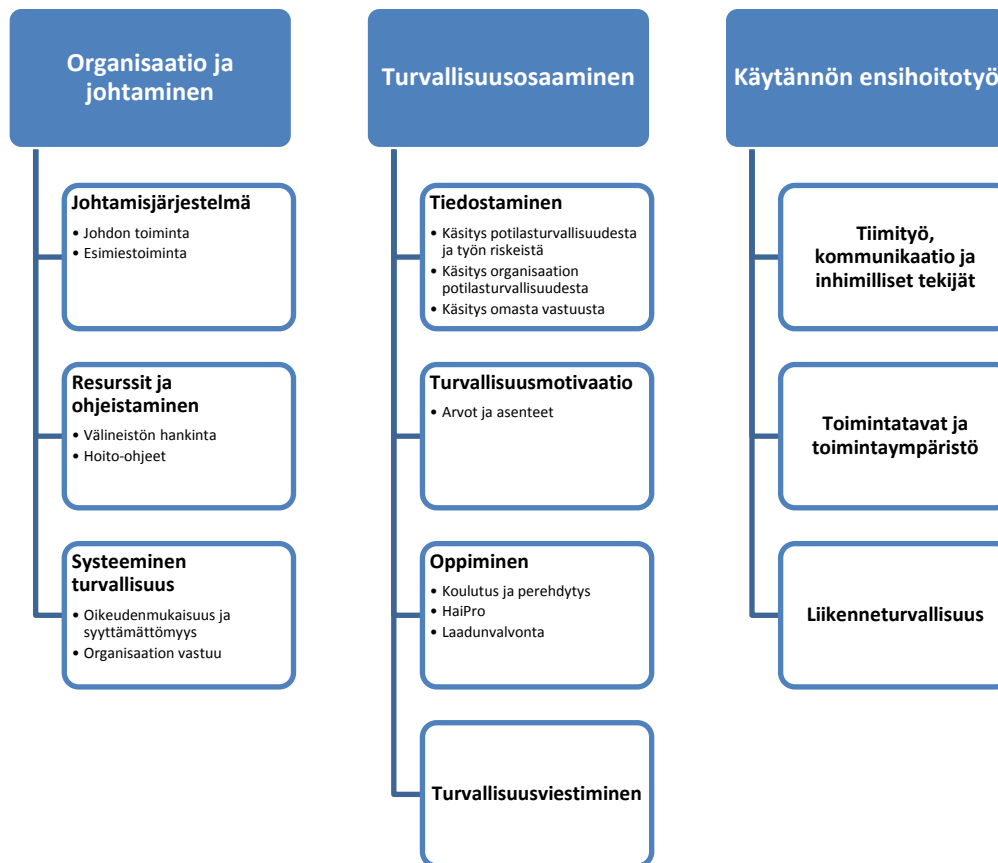 Organisaatio ja
johtaminen
Johtamisjärjestelmä
• Johdon toiminta
• Esimiestoiminta
Resurssit ja
ohjeistaminen
• Välineistön hankinta
• Hoito-ohjeet
Systeeminen
turvallisuus
• Oikeudenmukaisuus ja
syyttämättömyys
• Organisaation vastuu
Turvallisuusosaaminen
Tiedostaminen
• Käsitys potilasturvallisuudesta
ja työn riskeistä
• Käsitys organisaation
potilasturvallisuudesta
• Käsitys omasta vastuusta
Turvallisuusmotivaatio
• Arvot ja asenteet
Oppiminen
• Koulutus ja perehdytys
• HaiPro
• Laadunvalvonta
Turvallisuusviestiminen
Käytännön ensihoitotyö
Tiimityö,
kommunikaatio ja
inhimilliset tekijät
Toimintatavat ja
toimintaympäristö
Liikenneturvallisuus